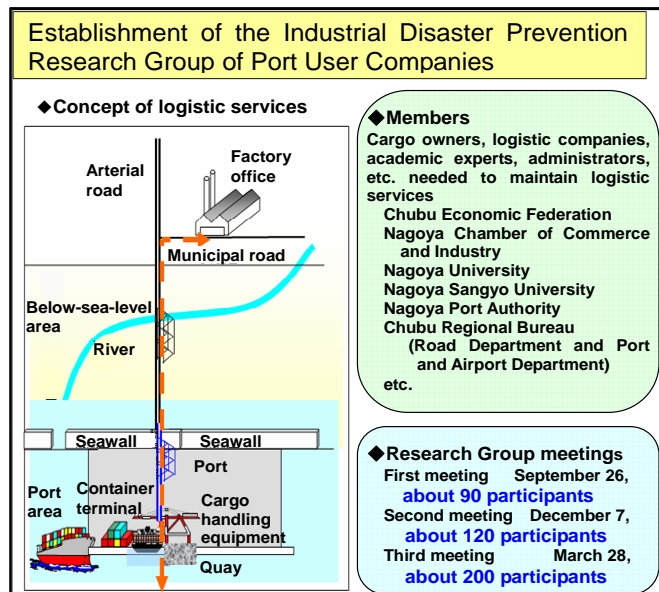 Establishment of the Industrial Disaster Prevention
Research Group of Port User Companies
◆Concept of logistic services
Arterial
road
Factory
office
Municipal road
Below-sea-level
area
River
Seawall
Seawall
Port
Port
area
Container
terminal
Cargo
handling
equipment
Quay
◆Members
Cargo owners, logistic companies,
academic experts, administrators,
etc. needed to maintain logistic
services
Chubu Economic Federation
Nagoya Chamber of Commerce
and Industry
Nagoya University
Nagoya Sangyo University
Nagoya Port Authority
Chubu Regional Bureau
(Road Department and Port
and Airport Department)
etc.
◆Research Group meetings
First meeting September 26,
about 90 participants
Second meeting December 7,
about 120 participants
Third meeting March 28,
about 200 participants